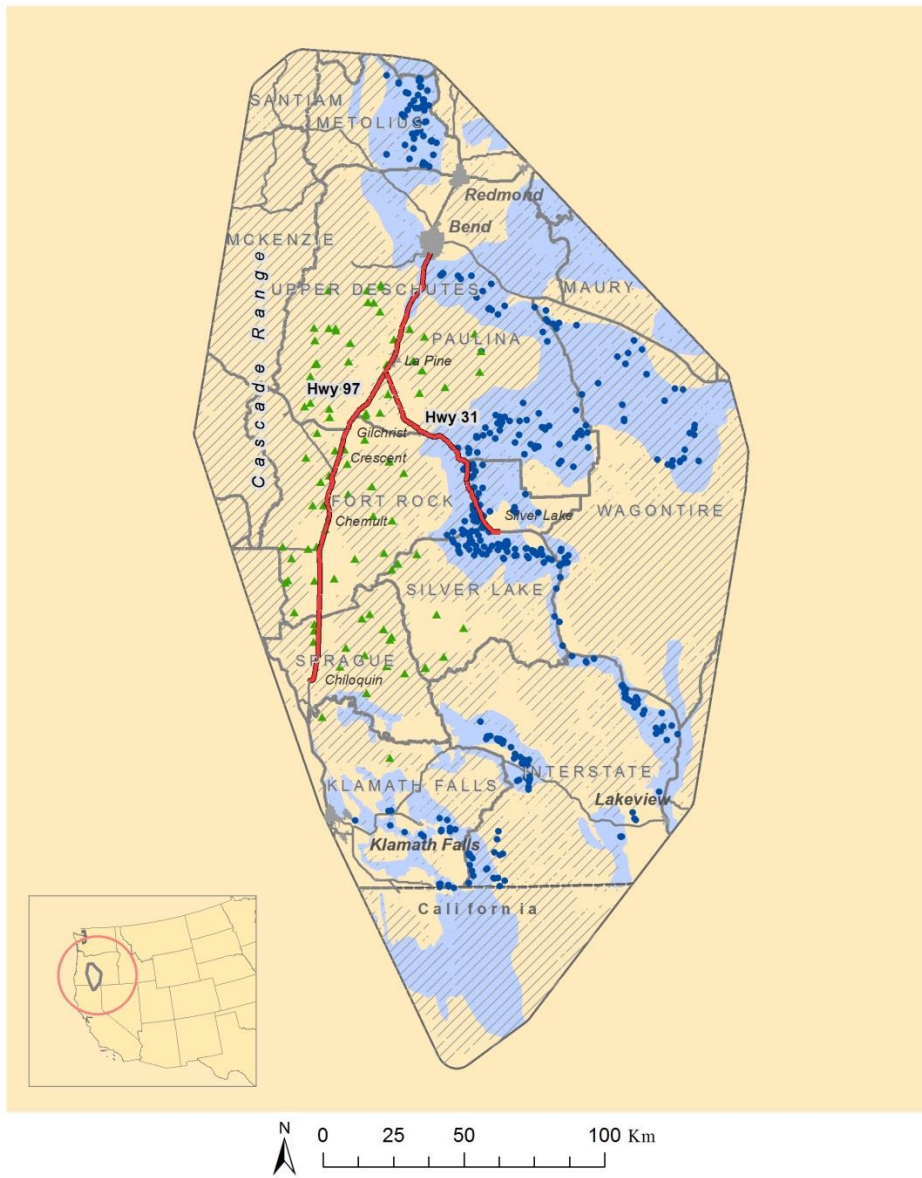 SANTIAM
METOLIUS
Redmond
Bend
MCKENZIE
Cascade Range
UPPER DESCHUTES
MAURY
PAULINA
La Pine
Hwy 97
Hwy 31
Gilchrist
Crescent
FORT ROCK
Silver Lake
WAGONTIRE
Chemult
SILVER LAKE
SPRAGUE
Chiloquin
INTERSTATE
KLAMATH FALLS
Lakeview
Klamath Falls
California
N
0 25 50 100 Km